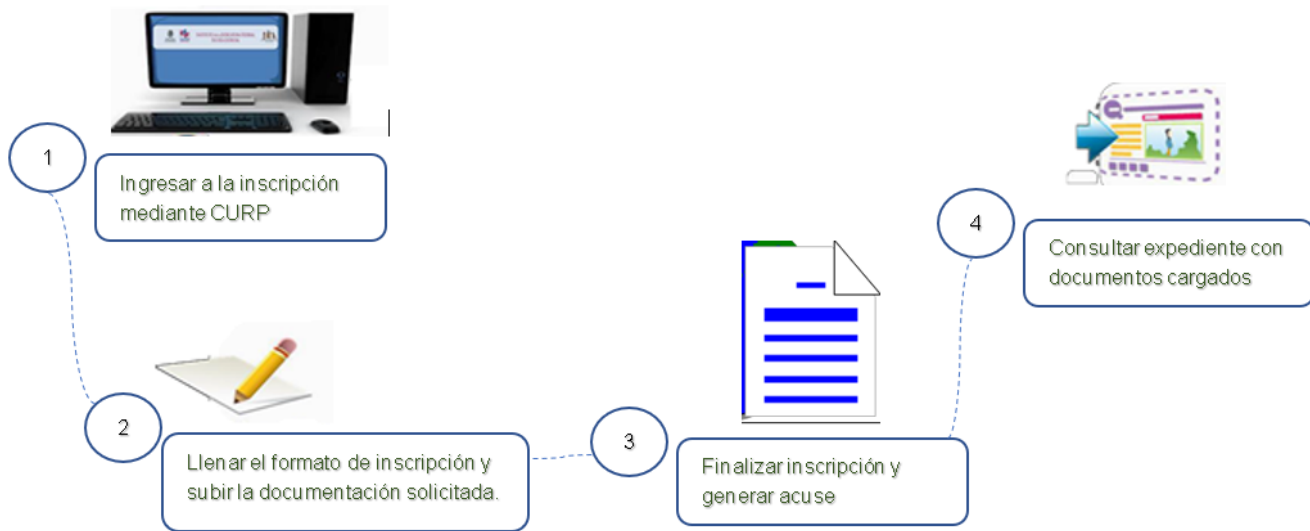 1
Ingresar a la inscripción
mediante CURP
2
Llenar el formato de inscripción y
subir la documentación solicitada.
3
Finalizar inscripción y
generar acuse
4
Consultar expediente con
documentos cargados